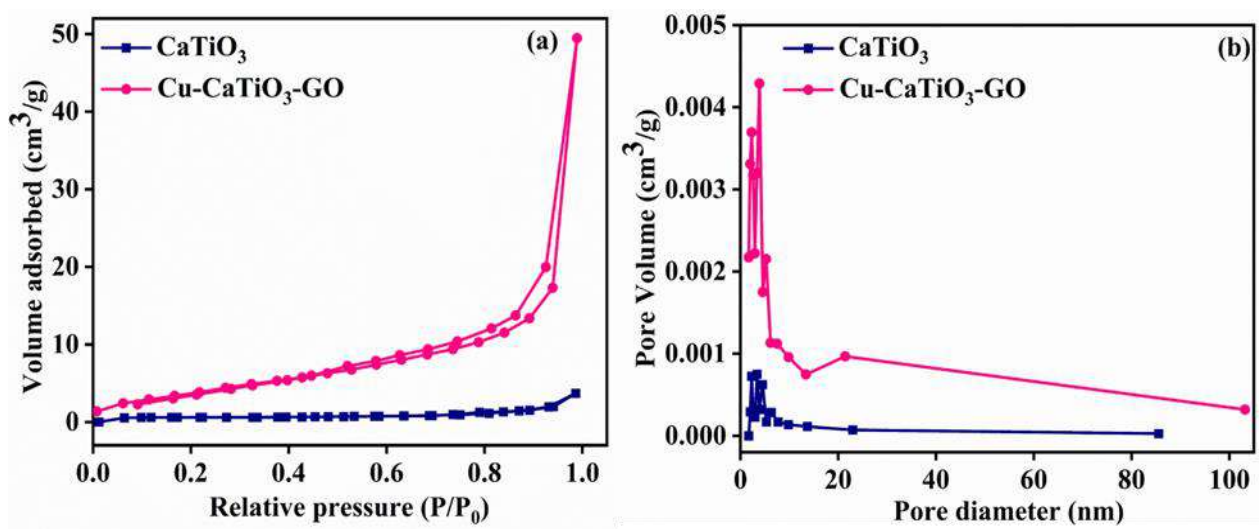 (a)
CaTiO₃
Cu-CaTiO₃-GO
Volume adsorbed (cm³/g)
50
40
30
20
10
0
0.0 0.2 0.4 0.6 0.8 1.0
Relative pressure (P/P₀)
(b)
CaTiO₃
Cu-CaTiO₃-GO
Pore Volume (cm³/g)
0.005
0.004
0.003
0.002
0.001
0.000
0 20 40 60 80 100
Pore diameter (nm)